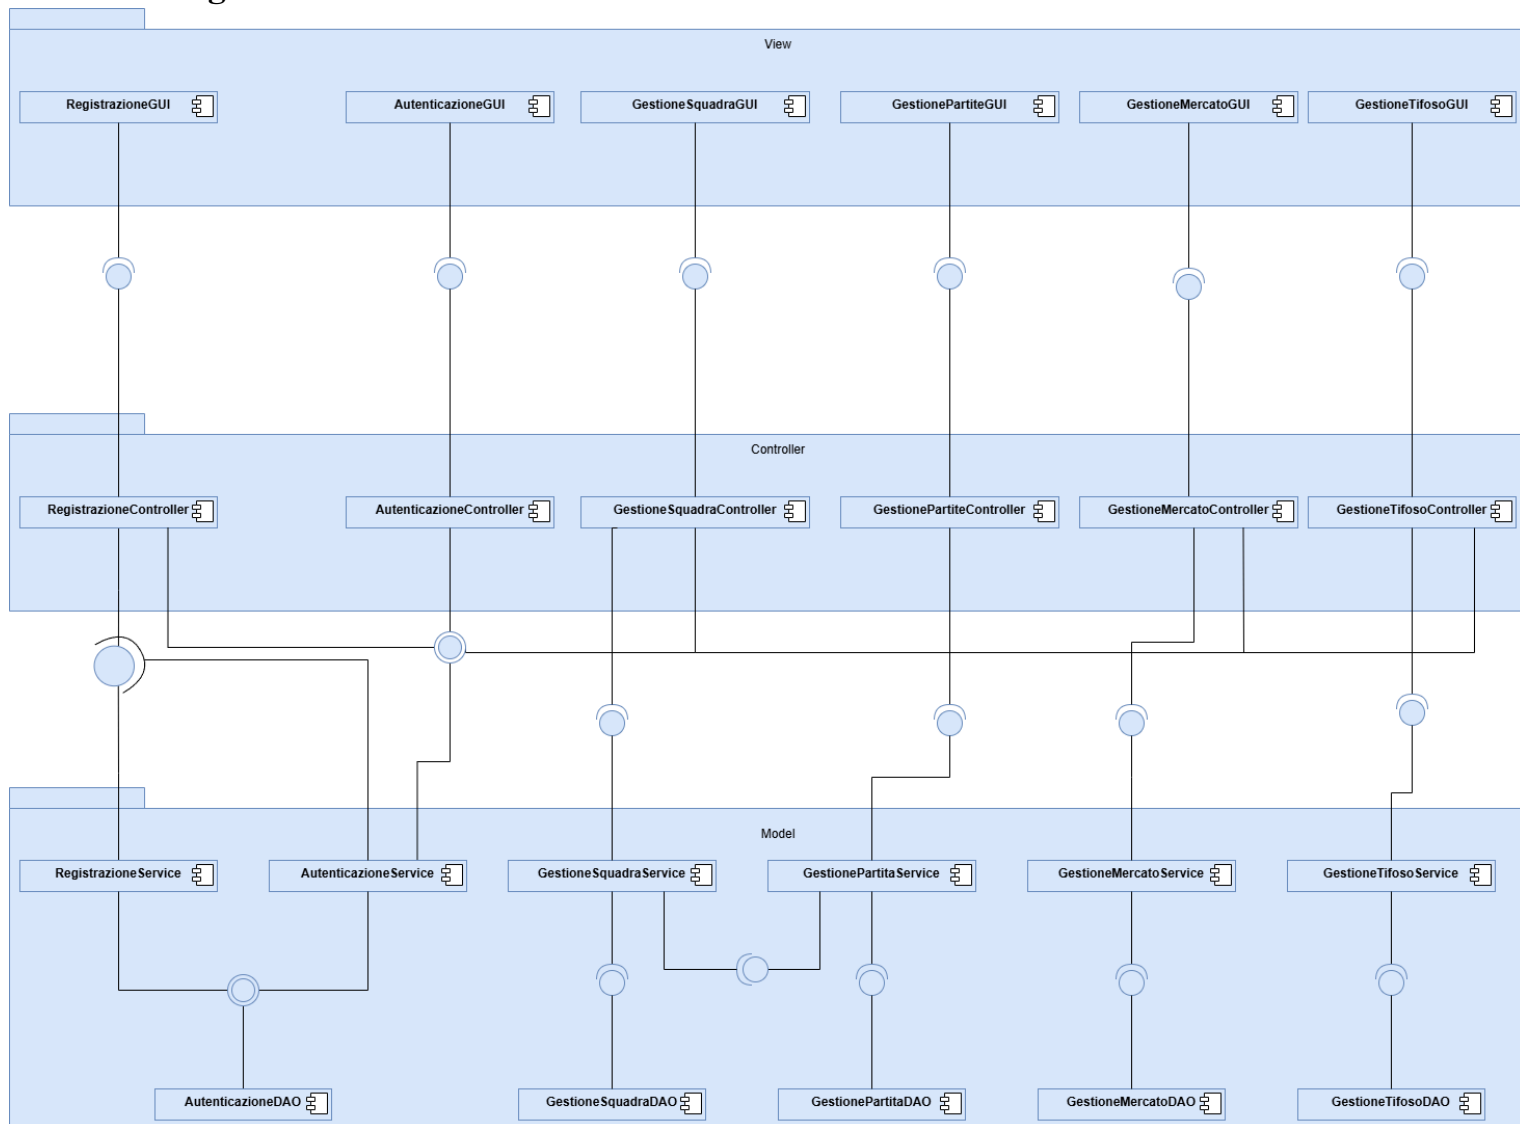 View
RegistrazioneGUI
AutenticazioneGUI
GestioneSquadraGUI
GestionePartiteGUI
GestioneMercatoGUI
GestioneTifosoGUI
Controller
RegistrazioneController
AutenticazioneController
GestioneSquadraController
GestionePartiteController
GestioneMercatoController
GestioneTifosoController
Model
RegistrazioneService
AutenticazioneService
GestioneSquadraService
GestionePartitaService
GestioneMercatoService
GestioneTifosoService
AutenticazioneDAO
GestioneSquadraDAO
GestionePartitaDAO
GestioneMercatoDAO
GestioneTifosoDAO